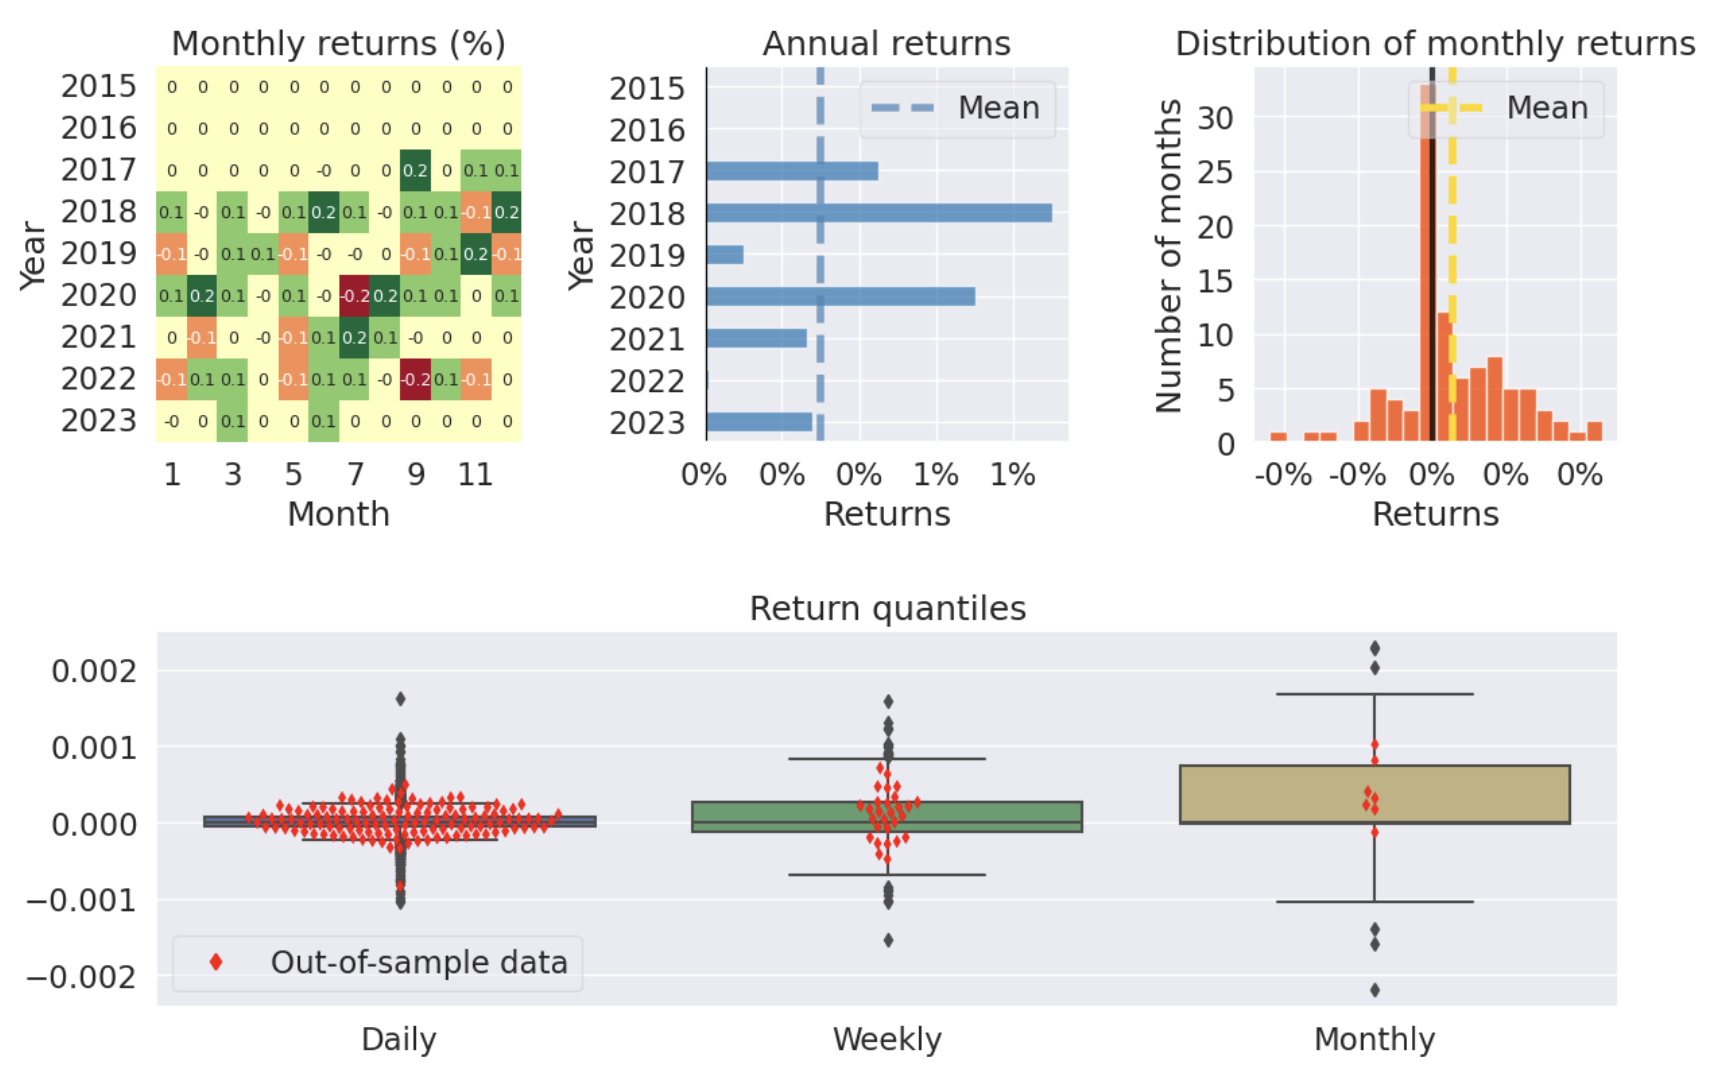 Monthly returns (%)
2015 0 0 0 0 0 0 0 0 0 0 0 0
2016 0 0 0 0 0 0 0 0 0 0 0 0
2017 0 0 0 0 0 -0 0 0 0.2 0 0.1 0.1
2018 0.1 -0 0.1 -0 0.1 0.2 0.1 -0 0.1 0.1 -0.1 0.2
2019 -0.1 -0 0.1 0.1 -0.1 -0 -0 0 -0.1 0.1 0.2 -0.1
2020 0.1 0.2 0.1 -0 0.1 -0 -0.2 0.2 0.1 0.1 0 0.1
2021 0 -0.1 0 -0 -0.1 0.1 0.2 0.1 -0 0 0 0
2022 -0.1 0.1 0.1 0 -0.1 0.1 0.1 -0 -0.2 0.1 -0.1 0
2023 -0 0 0.1 0 0 0.1 0 0 0 0 0 0
Year
1 3 5 7 9 11
Month
Annual returns
Mean
2015
2016
2017
2018
2019
2020
2021
2022
2023
Year
0% 0% 0% 1% 1%
Returns
Distribution of monthly returns
Mean
30
25
20
15
10
5
0
Number of months
-0% -0% 0% 0% 0%
Returns
Return quantiles
0.002
0.001
0.000
−0.001
−0.002
Out-of-sample data
Daily Weekly Monthly